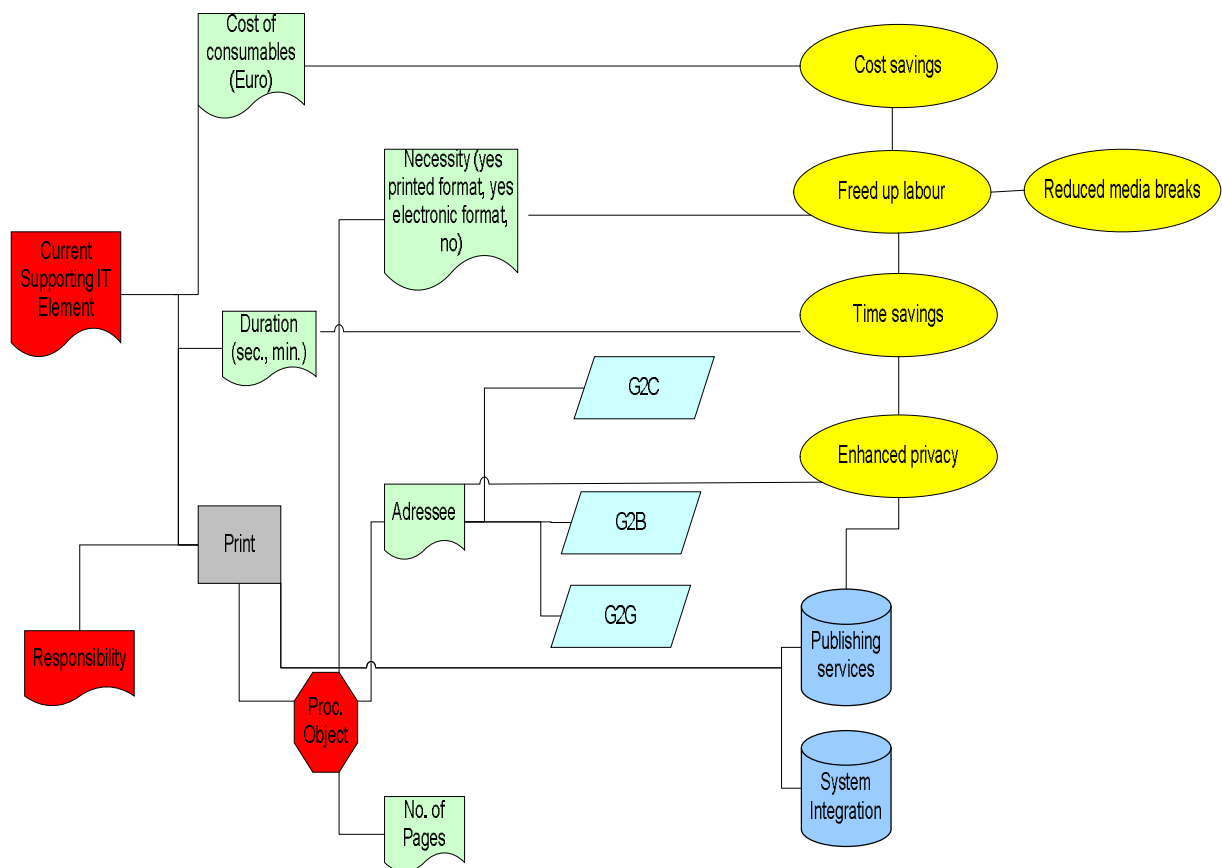 Cost of
consumables
(Euro)
Cost savings
Necessity (yes
printed format, yes
electronic format,
no)
Freed up labour
Reduced media breaks
Current
Supporting IT
Element
Duration
(sec., min.)
Time savings
G2C
Enhanced privacy
Adressee
G2B
Print
G2G
Responsibility
Publishing
services
Proc.
Object
System
Integration
No. of
Pages